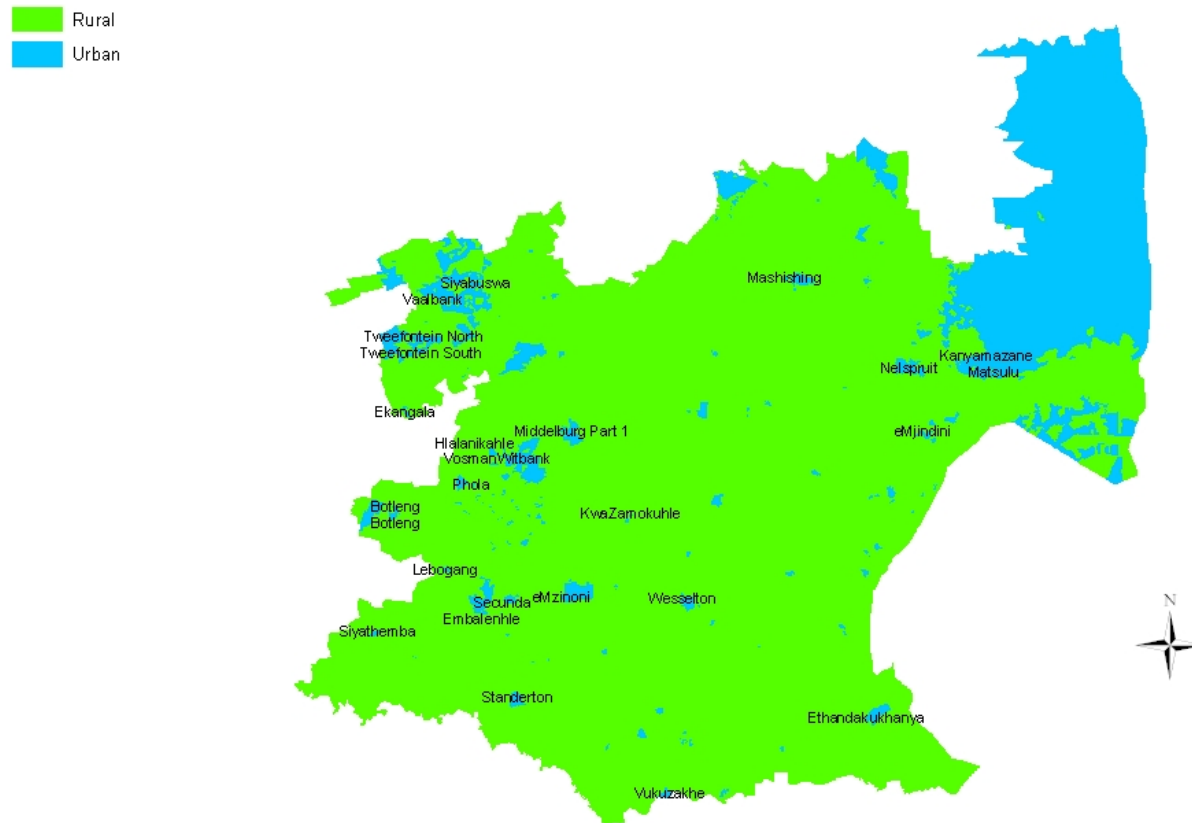 Rural
Urban
Mashishing
Siyabuswa
Vaalbank
Tweefontein North
Tweefontein South
Kanyamazane
Nelspruit
Matsulu
Ekangala
Middelburg Part 1
eMjindini
Hlalanikahle
VosmanWitbank
Phola
Botleng
KwaZamokuhle
Botleng
Lebogang
eMzinoni
Wesselton
Secunda
Embalenhle
N
Siyathemba
Standerton
Ethandakukhanya
Vukuzakhe